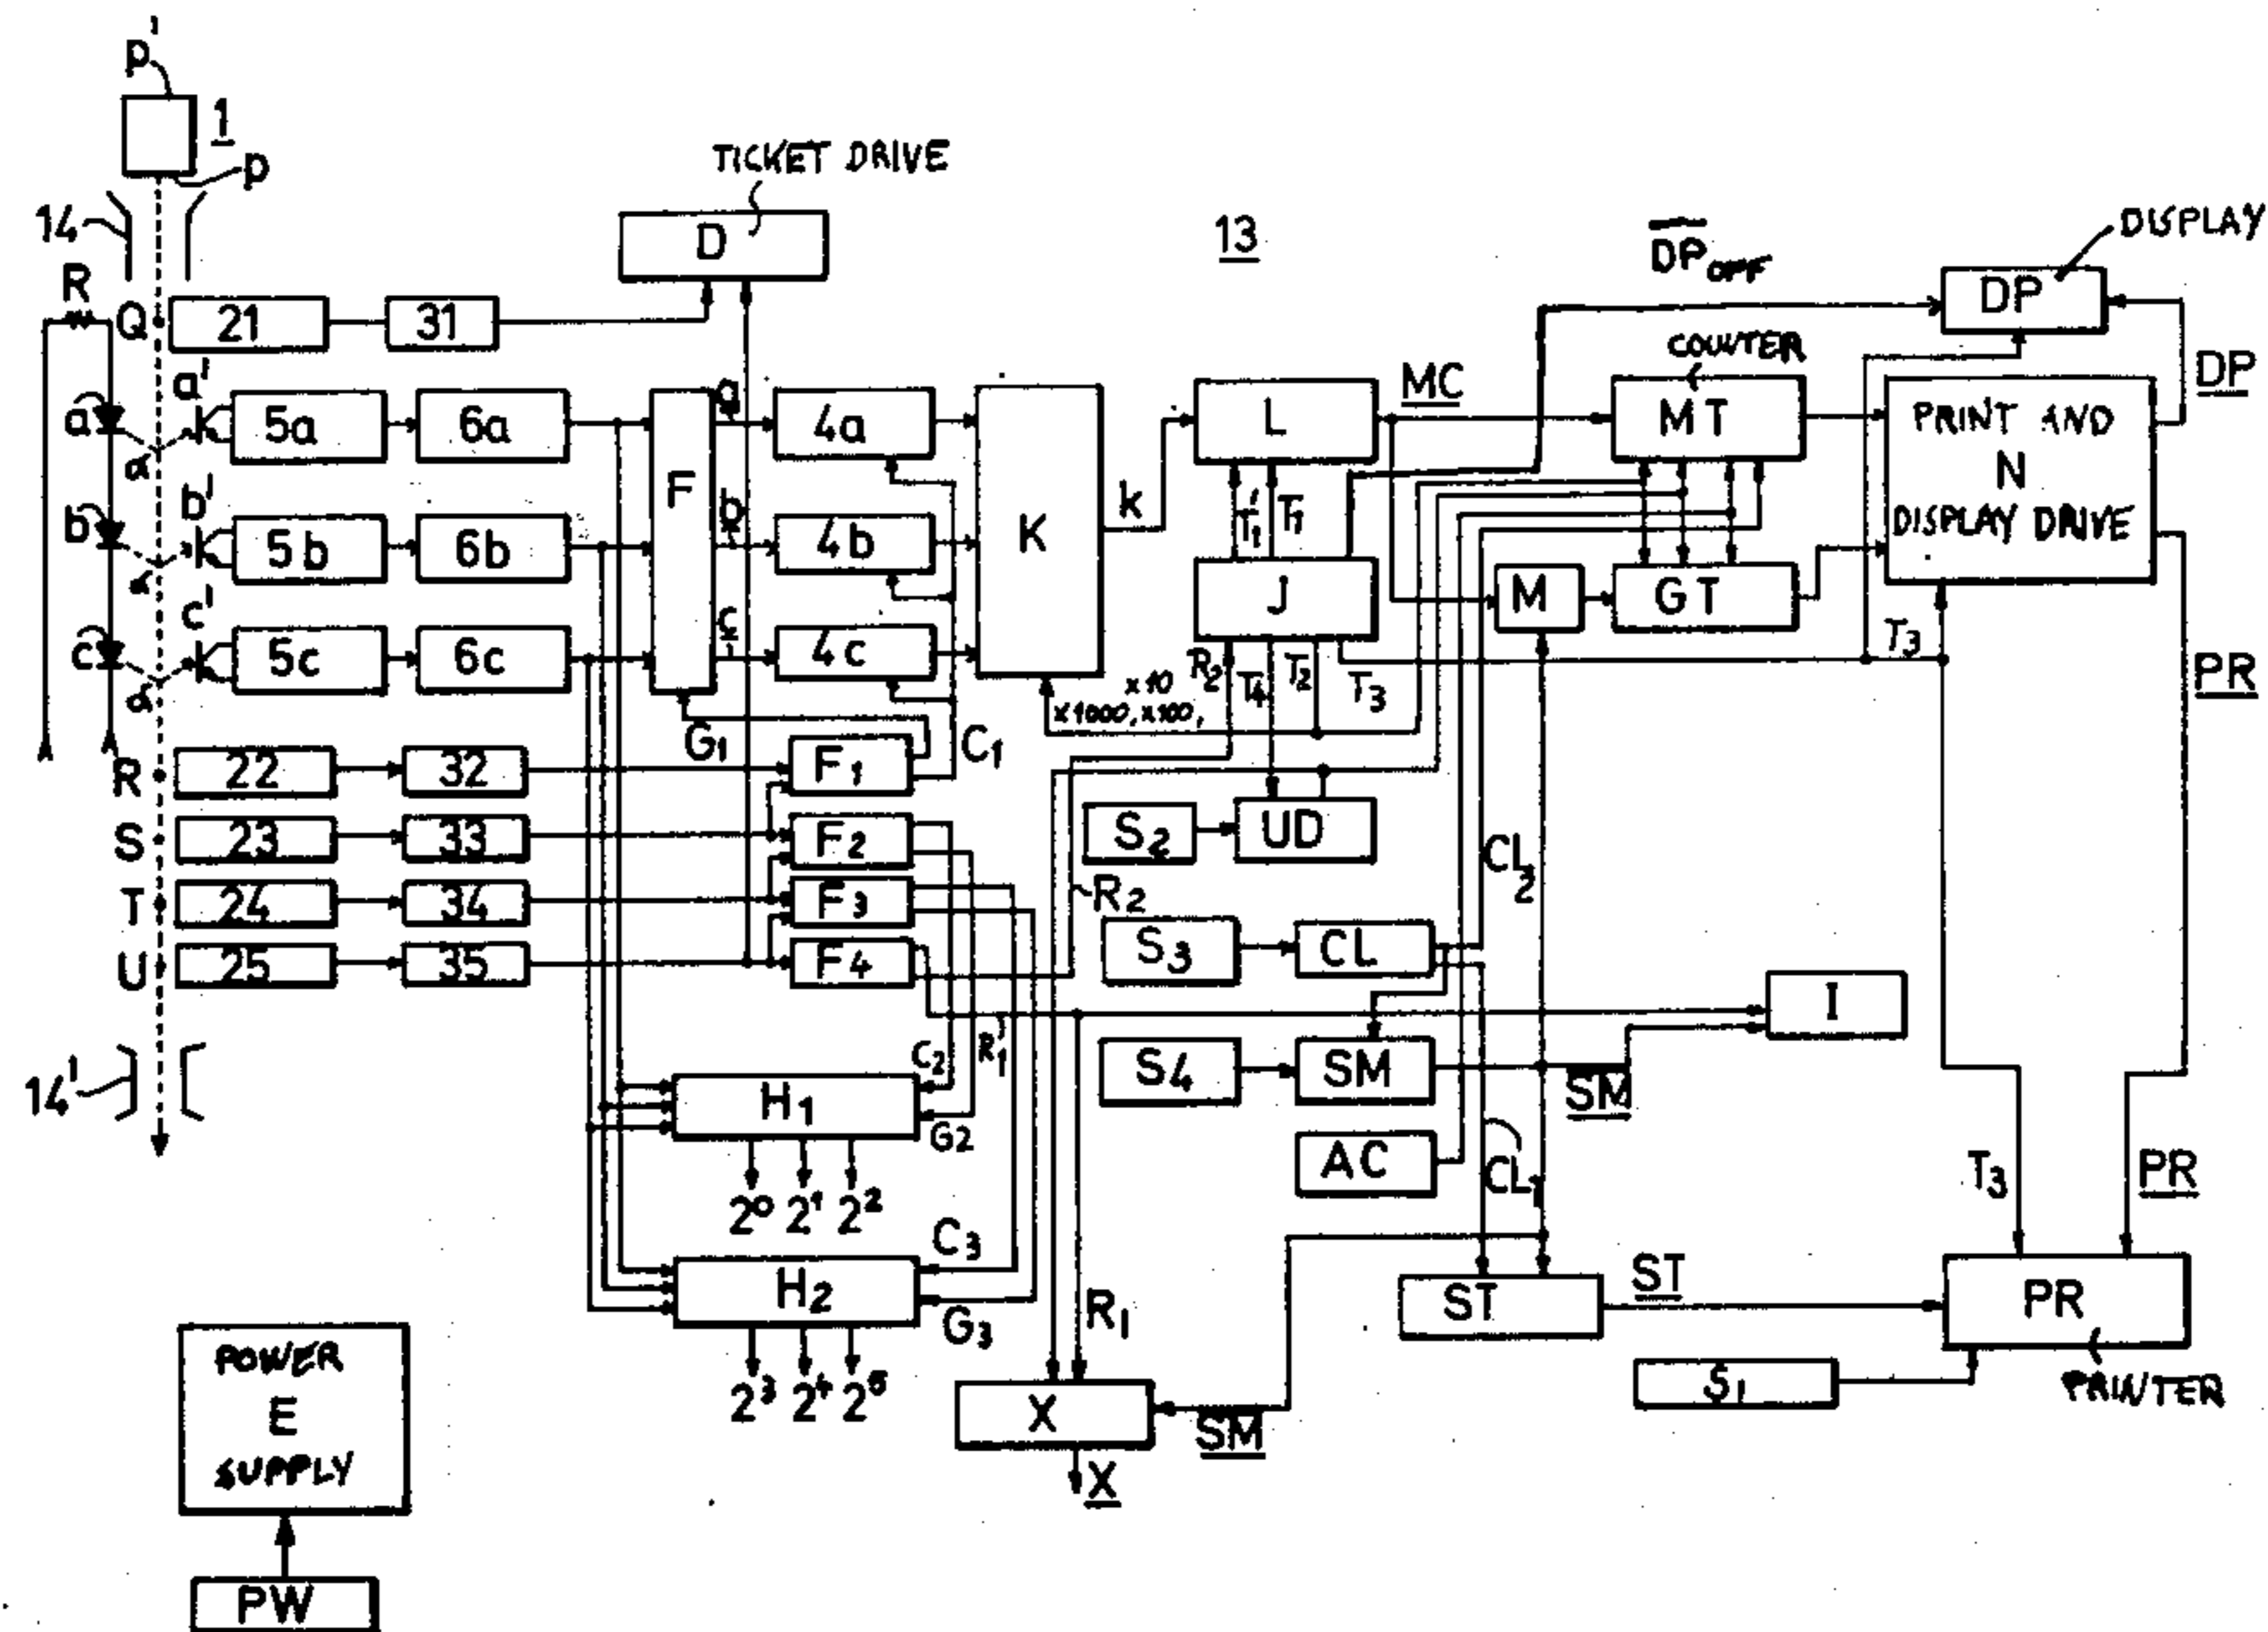 p'
1
p
TICKET DRIVE
14
D
13
DP OFF
DISPLAY
DP
R
Q
21
31
COUNTER
a'
a
5a
6a
a
4a
L
MC
MT
PRINT AND
N
DISPLAY DRIVE
DP
α
b'
b
5b
6b
F
b
4b
K
k
T1'
T1
J
M
GT
α
c'
c
5c
6c
c
4c
α
R2
T4
T2
T3
T3
PR
x10
x1000, x100,
G1
C1
R
22
32
F1
S
23
33
F2
S2
UD
CL2
T
24
34
F3
R2
U
25
35
F4
S3
CL
I
14'
C2
R1
S4
SM
SM
H1
G2
AC
CL1
T3
PR
2⁰ 2¹ 2²
C3
H2
G3
R1
ST
ST
PR
POWER
E
SUPPLY
2³ 2⁴ 2⁵
X
SM
S1
PRINTER
X
PW